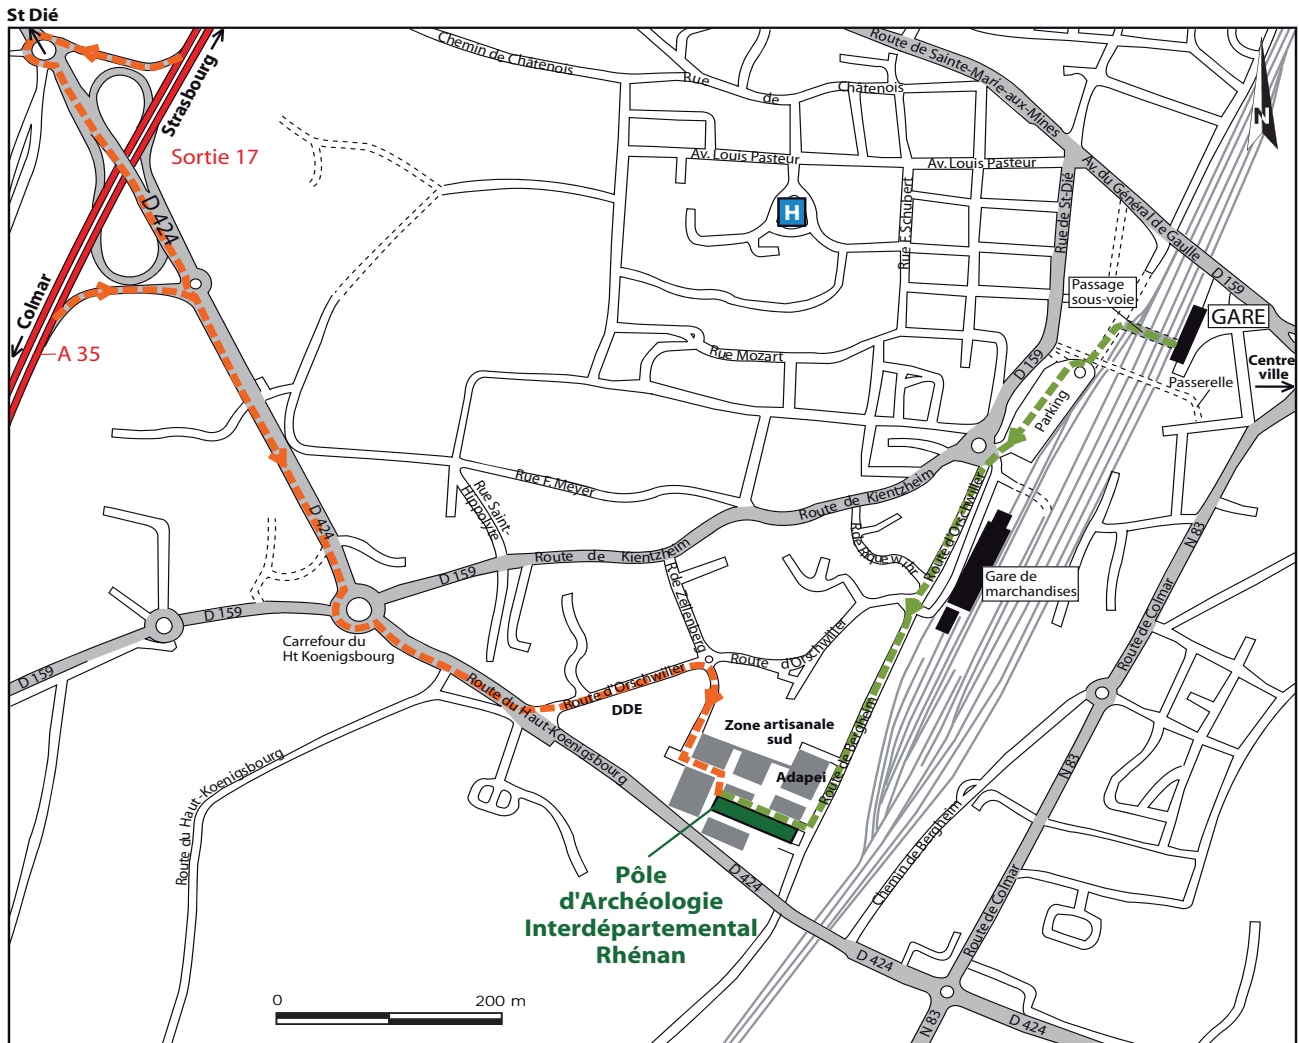 St Dié
Strasbourg
Sortie 17
D 424
Colmar
A 35
Chemin de Châtenois
Rue
de
Châtenois
Route de Sainte-Marie-aux-Mines
N
Av. Louis Pasteur
Av. Louis Pasteur
H
Rue F. Schubert
Rue de St-Dié
Av. du Général de Gaulle
D 159
Passage
sous-voie
GARE
Centre
ville
Passerelle
D 159
Parking
Rue Mozart
Rue F. Meyer
Rue Saint-
Hippolyte
Route de Kientzheim
Route d'Orschwiller
N 83
D 424
Route de Kientzheim
D 159
R de Zellenberg
Gare de
marchandises
D 159
D 159
Carrefour du
Ht Koenigsbourg
Route d'Orschwiller
Route de Colmar
Route du Haut-Koenigsbourg
Route d'Orschwiller
DDE
Zone artisanale
sud
Adapei
Route de Bergheim
N 83
Route du Haut-Koenigsbourg
Chemin de Bergheim
D 424
Route de Colmar
Pôle
d'Archéologie
Interdépartemental
Rhénan
D 424
0 200 m
N 83
D 424